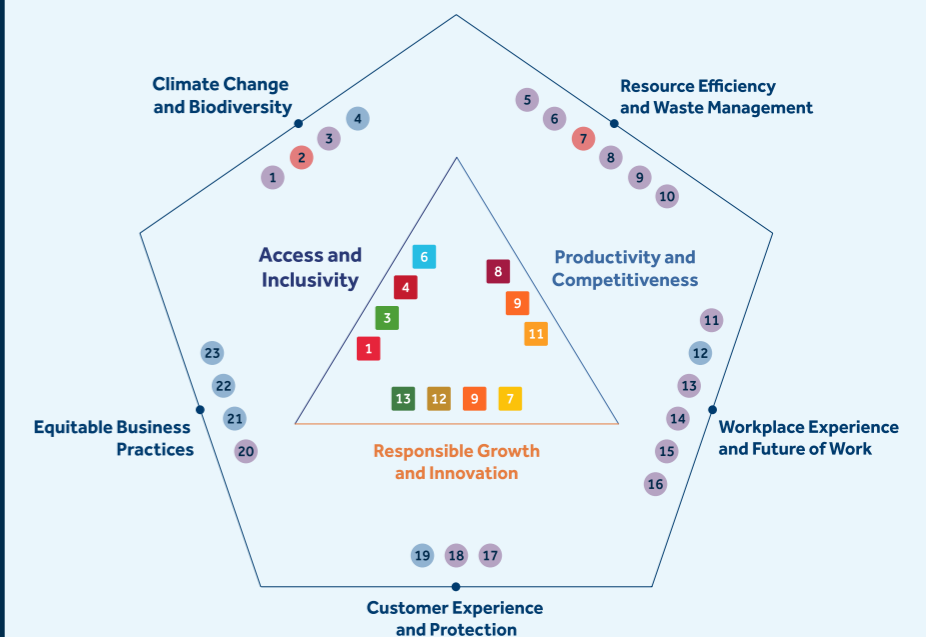 Climate Change
and Biodiversity
1
2
3
4
Resource Efficiency
and Waste Management
5
6
7
8
9
10
Access and
Inclusivity
6
4
3
1
Productivity and
Competitiveness
8
9
11
13 12 9 7
Responsible Growth
and Innovation
11
12
13
14
15
16
Workplace Experience
and Future of Work
23
22
21
20
Equitable Business
Practices
19 18 17
Customer Experience
and Protection